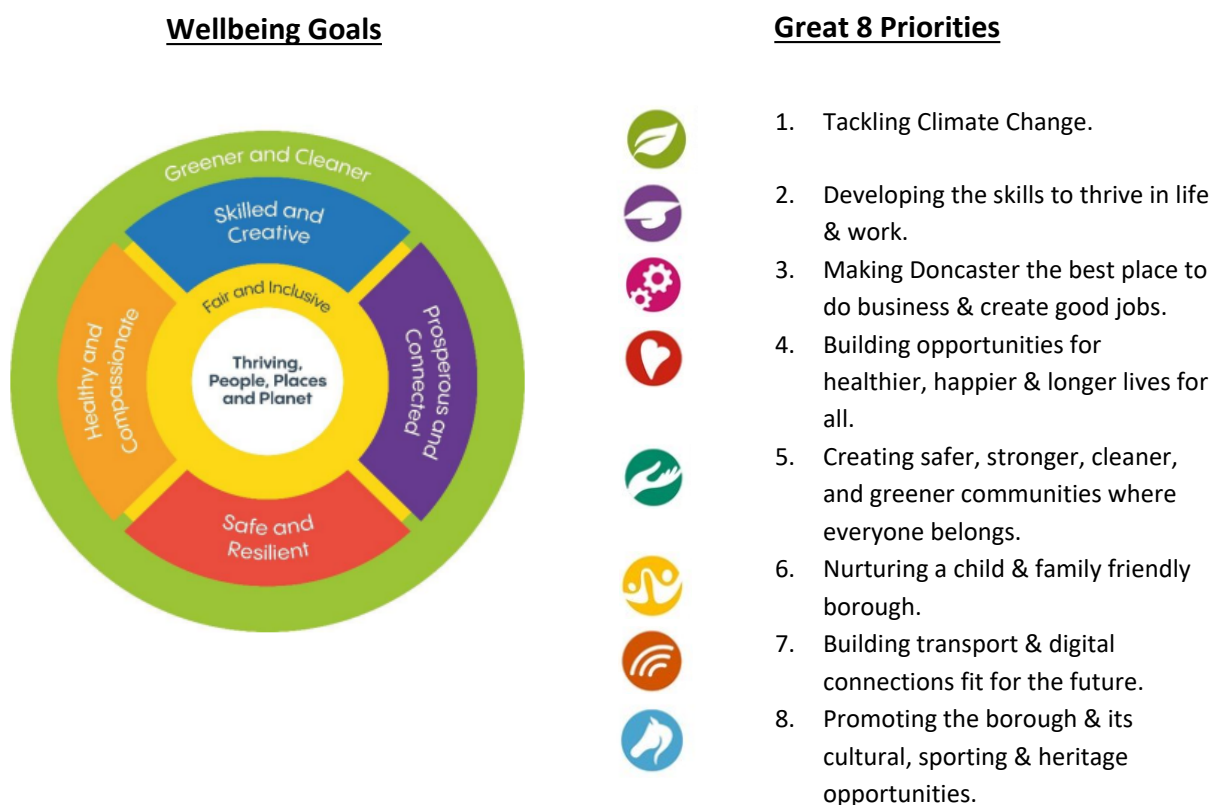 Wellbeing Goals
Greener and Cleaner
Skilled and
Creative
Fair and Inclusive
Healthy and
Compassionate
Thriving,
People, Places
and Planet
Prosperous and
Connected
Safe and
Resilient
Great 8 Priorities
1. Tackling Climate Change.
2. Developing the skills to thrive in life
& work.
3. Making Doncaster the best place to
do business & create good jobs.
4. Building opportunities for
healthier, happier & longer lives for
all.
5. Creating safer, stronger, cleaner,
and greener communities where
everyone belongs.
6. Nurturing a child & family friendly
borough.
7. Building transport & digital
connections fit for the future.
8. Promoting the borough & its
cultural, sporting & heritage
opportunities.